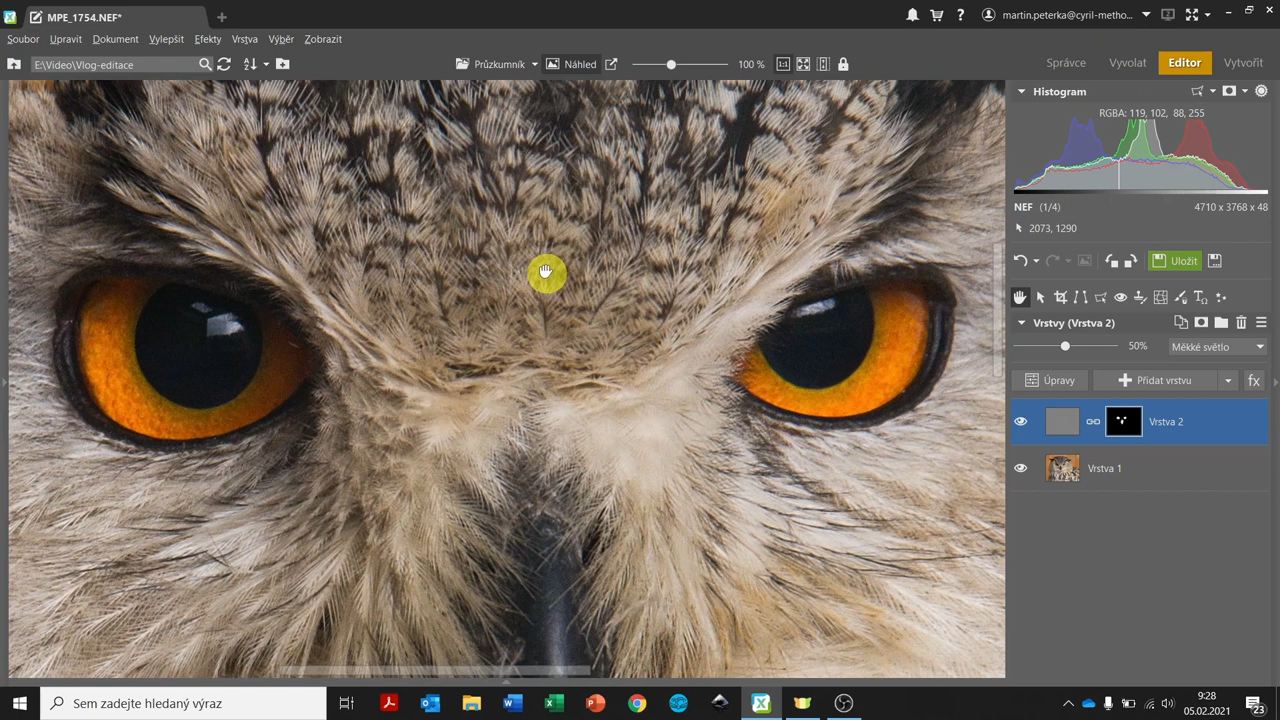 MPE_1754.NEF*
martin.peterka@cyril-metho...
Soubor Upravit Dokument Vylepšit Efekty Vrstva Výběr Zobrazit
E:\Video\Vlog-editace
Průzkumník
Náhled
100 %
1:1
Správce Vyvolat Editor Vytvořit
Histogram
RGBA: 119, 102, 88, 255
NEF (1/4)
4710 x 3768 x 48
2073, 1290
Uložit
Vrstvy (Vrstva 2)
50%
Měkké světlo
Úpravy
Přidat vrstvu
fx
Vrstva 2
Vrstva 1
Sem zadejte hledaný výraz
9:28
05.02.2021
23